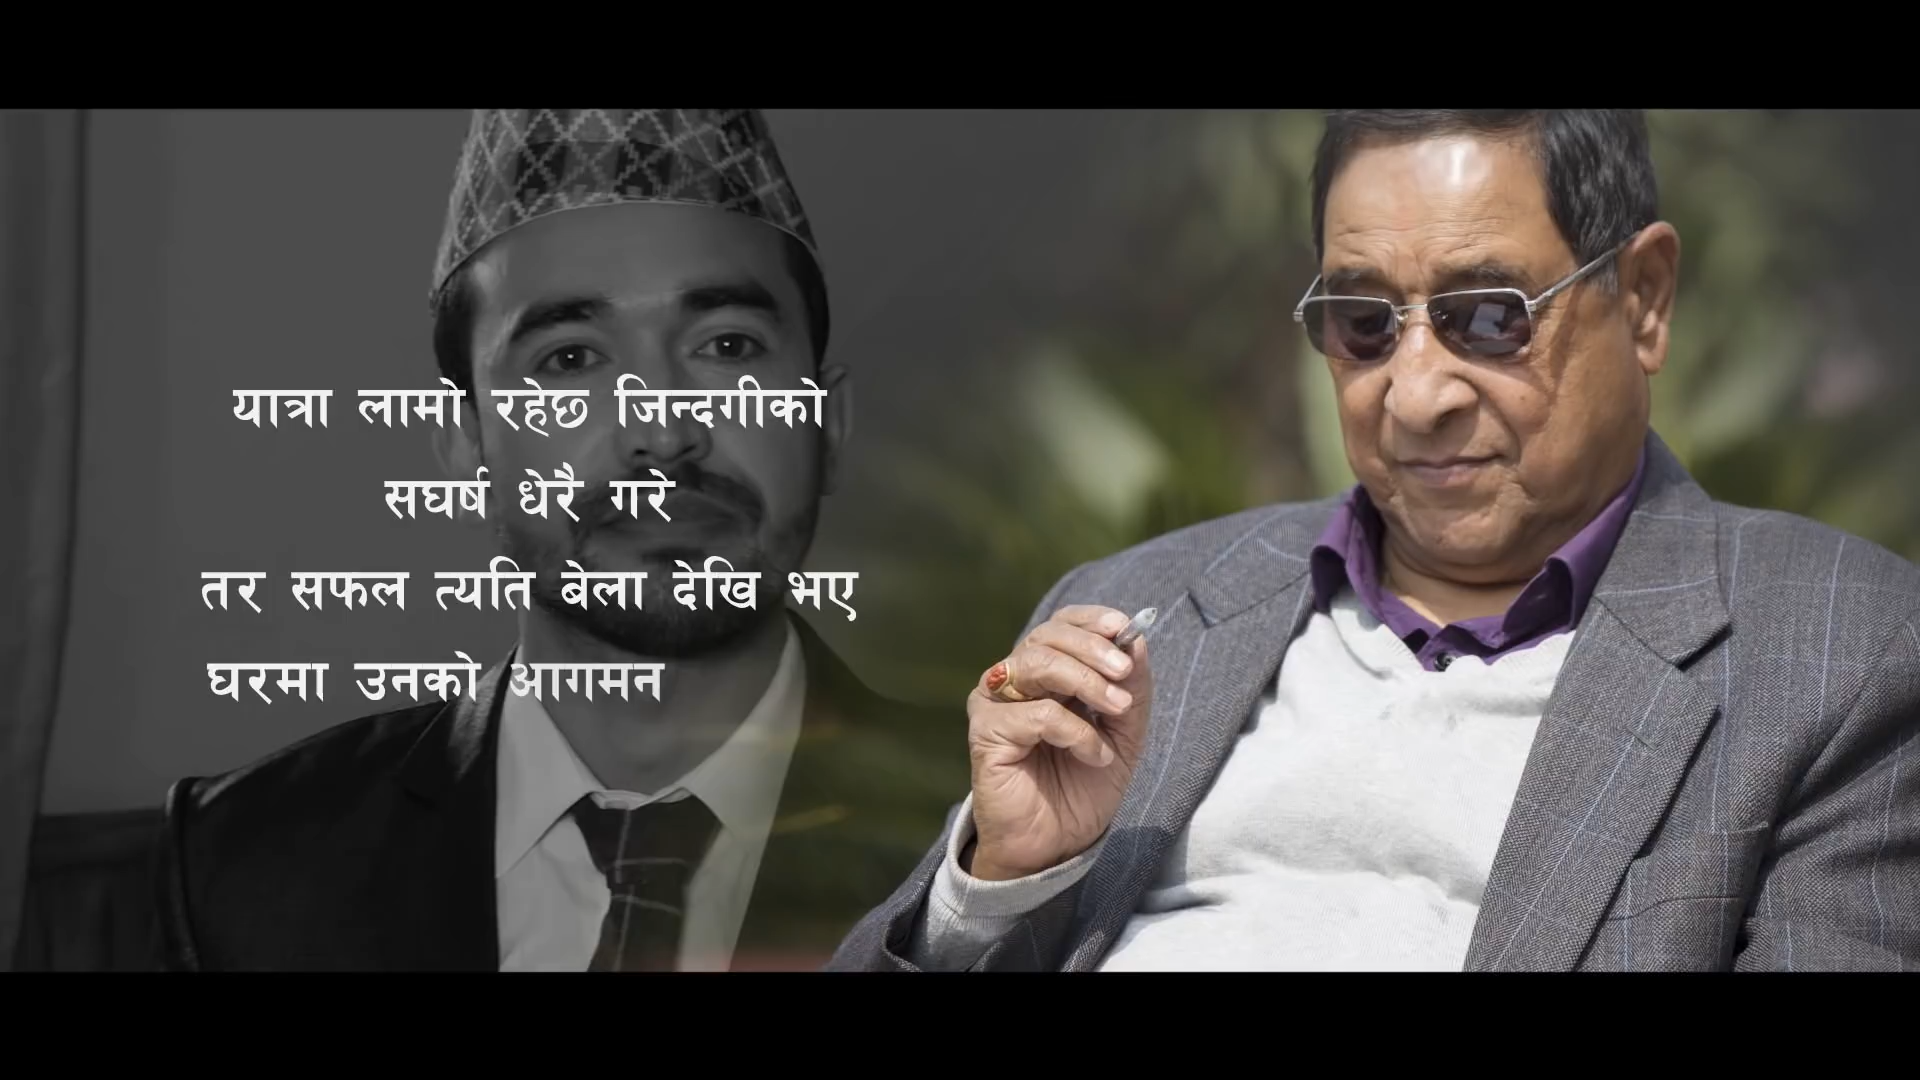 यात्रा लामो रहेछ जिन्दगीको
सघर्ष धेरै गरे
तर सफल त्यति बेला देखि भए
घरमा उनको आगमन